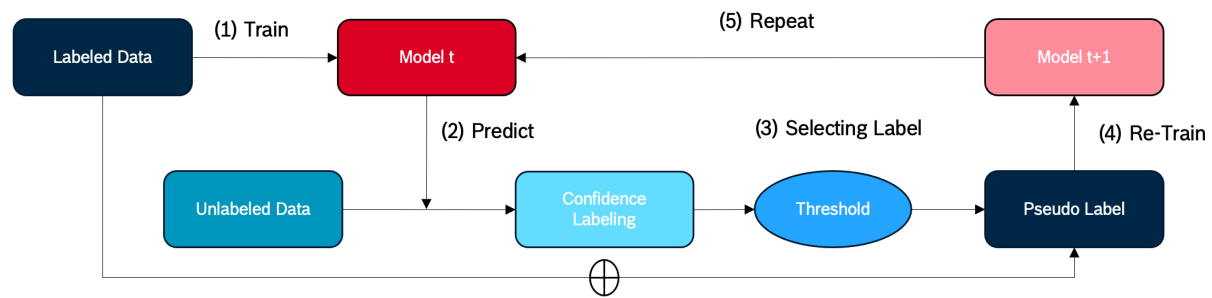 (1) Train
(5) Repeat
Labeled Data
Model t
Model t+1
(2) Predict
(3) Selecting Label
(4) Re-Train
Unlabeled Data
Confidence
Labeling
Threshold
Pseudo Label